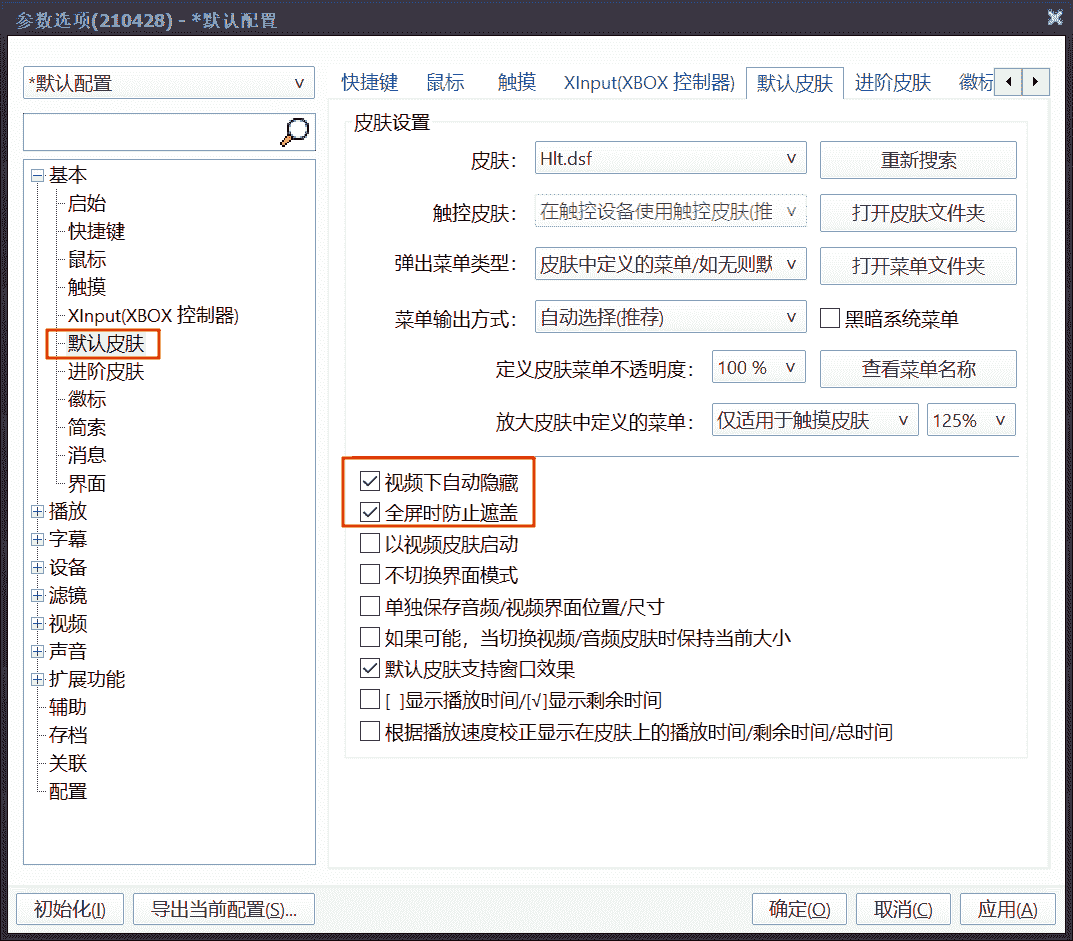 参数选项(210428) - *默认配置
*默认配置
快捷键 鼠标 触摸 XInput(XBOX 控制器) 默认皮肤 进阶皮肤 徽标
基本
启始
快捷键
鼠标
触摸
XInput(XBOX 控制器)
默认皮肤
进阶皮肤
徽标
简索
消息
界面
播放
字幕
设备
滤镜
视频
声音
扩展功能
辅助
存档
关联
配置
皮肤设置
皮肤: Hlt.dsf 重新搜索
触控皮肤: 在触控设备使用触控皮肤(推 打开皮肤文件夹
弹出菜单类型: 皮肤中定义的菜单/如无则默 打开菜单文件夹
菜单输出方式: 自动选择(推荐) 黑暗系统菜单
定义皮肤菜单不透明度: 100 % 查看菜单名称
放大皮肤中定义的菜单: 仅适用于触摸皮肤 125%
视频下自动隐藏
全屏时防止遮盖
以视频皮肤启动
不切换界面模式
单独保存音频/视频界面位置/尺寸
如果可能，当切换视频/音频皮肤时保持当前大小
默认皮肤支持窗口效果
[ ]显示播放时间/[√]显示剩余时间
根据播放速度校正显示在皮肤上的播放时间/剩余时间/总时间
初始化(I) 导出当前配置(S)... 确定(O) 取消(C) 应用(A)